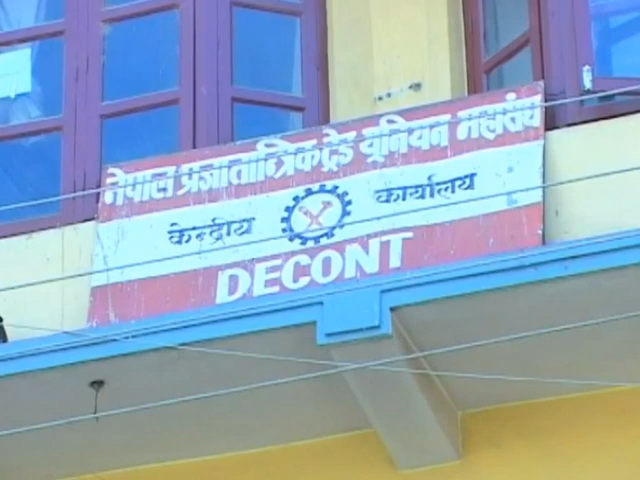 नेपाल प्रजातान्त्रिक ट्रेड यूनियन महासंघ
केन्द्रीय कार्यालय
DECONT